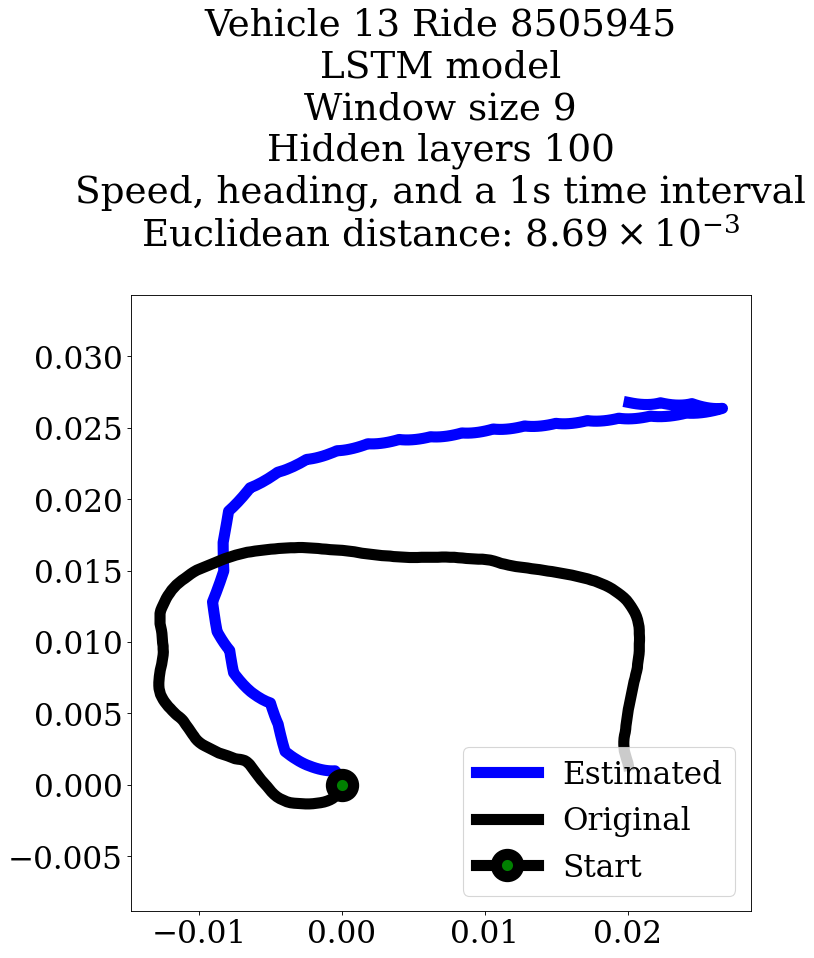 Vehicle 13 Ride 8505945
LSTM model
Window size 9
Hidden layers 100
Speed, heading, and a 1s time interval
Euclidean distance: 8.69 × 10⁻³
0.030
0.025
0.020
0.015
0.010
0.005
0.000
−0.005
−0.01 0.00 0.01 0.02
Estimated
Original
Start